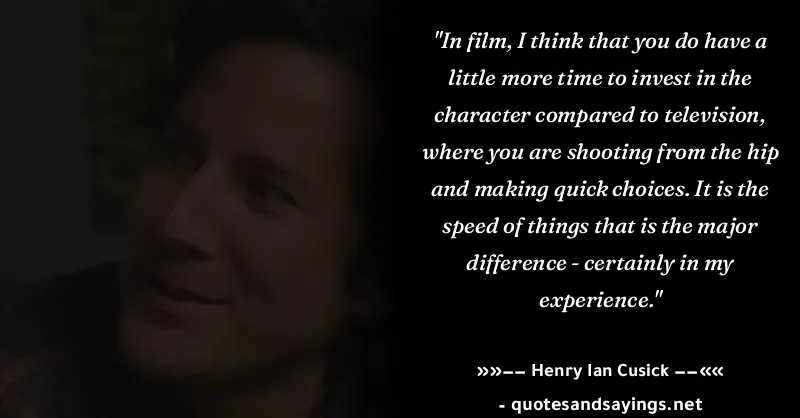 "In film, I think that you do have a
little more time to invest in the
character compared to television,
where you are shooting from the hip
and making quick choices. It is the
speed of things that is the major
difference - certainly in my
experience."
»»−− Henry Ian Cusick −−««
- quotesandsayings.net